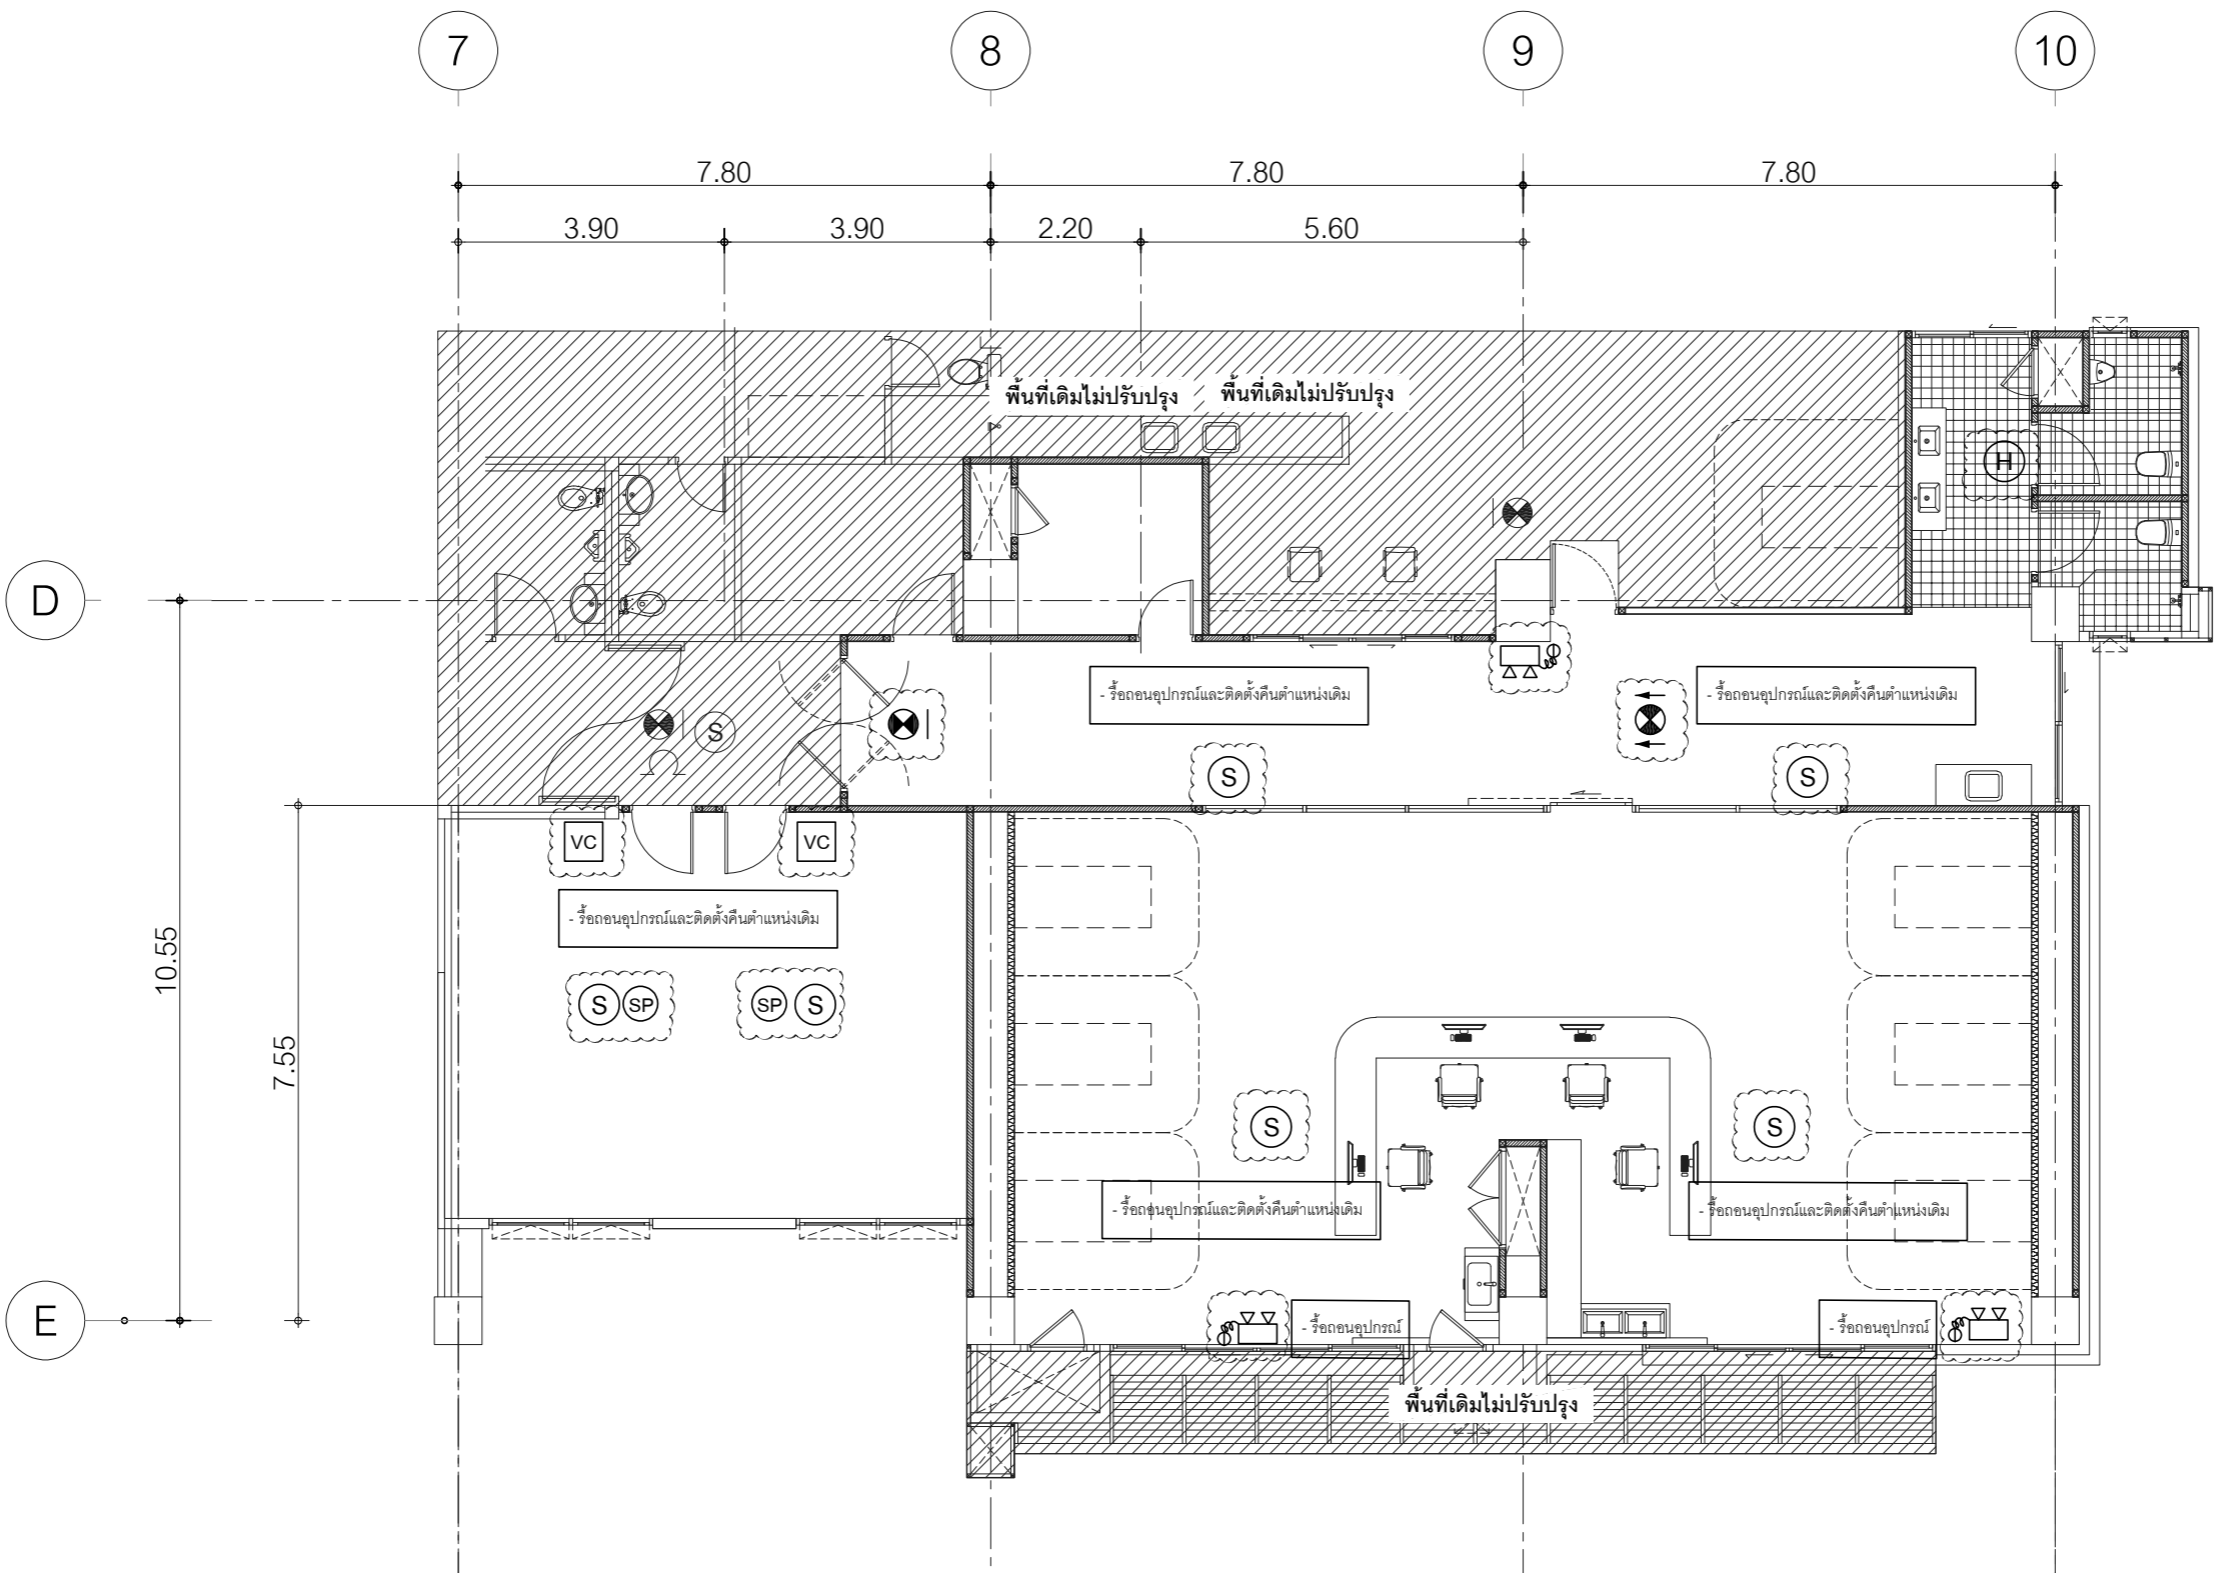 7 8 9 10
7.80 7.80 7.80
3.90 3.90 2.20 5.60
พื้นที่เดิมไม่ปรับปรุง พื้นที่เดิมไม่ปรับปรุง
H
D
- รื้อถอนอุปกรณ์และติดตั้งคืนตำแหน่งเดิม - รื้อถอนอุปกรณ์และติดตั้งคืนตำแหน่งเดิม
S
S S
VC VC
- รื้อถอนอุปกรณ์และติดตั้งคืนตำแหน่งเดิม
10.55
S SP SP S
7.55
S S
- รื้อถอนอุปกรณ์และติดตั้งคืนตำแหน่งเดิม - รื้อถอนอุปกรณ์และติดตั้งคืนตำแหน่งเดิม
E
- รื้อถอนอุปกรณ์ - รื้อถอนอุปกรณ์
พื้นที่เดิมไม่ปรับปรุง